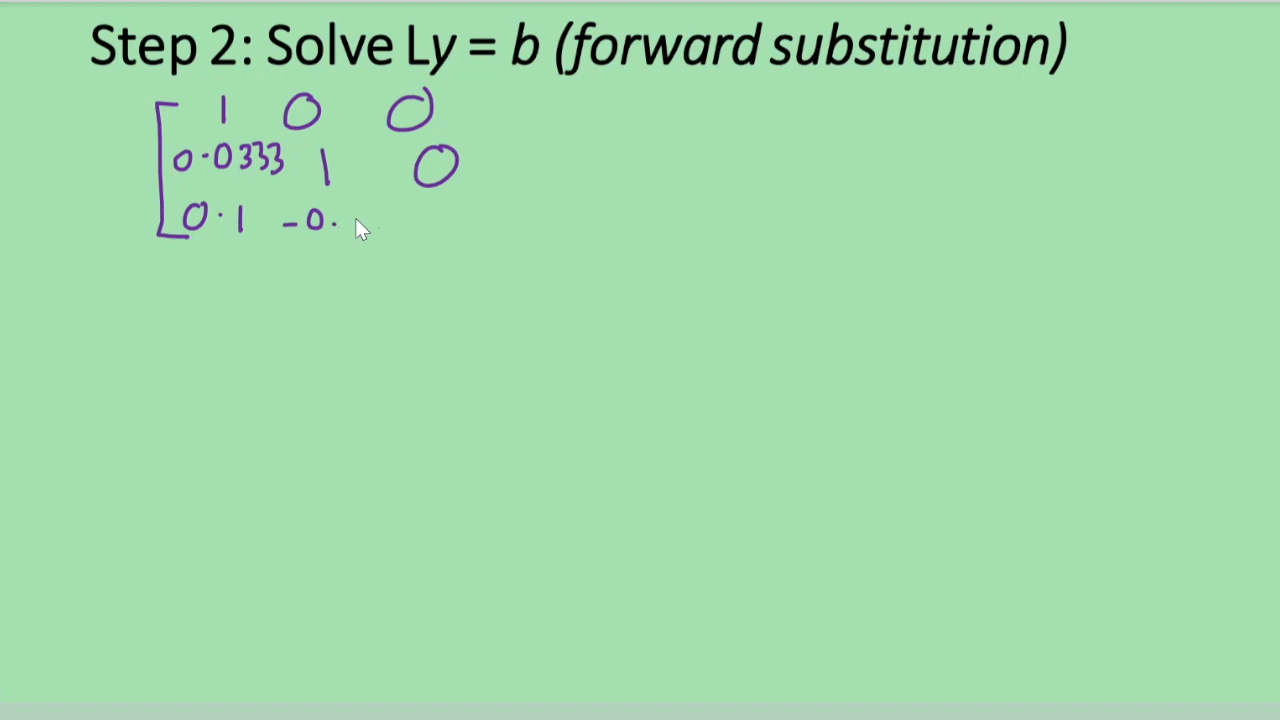 Step 2: Solve Ly = b (forward substitution)
1 0 0
0.0333 1 0
0.1 -0.